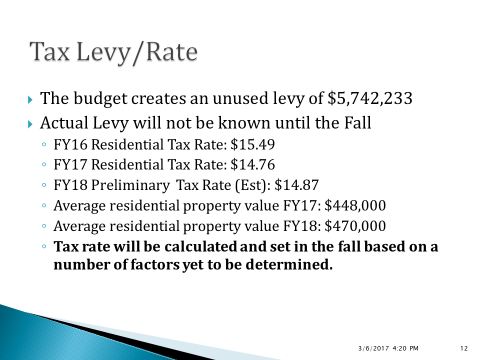 Tax Levy/Rate
The budget creates an unused levy of $5,742,233
Actual Levy will not be known until the Fall
FY16 Residential Tax Rate: $15.49
FY17 Residential Tax Rate: $14.76
FY18 Preliminary Tax Rate (Est): $14.87
Average residential property value FY17: $448,000
Average residential property value FY18: $470,000
Tax rate will be calculated and set in the fall based on a
number of factors yet to be determined.
3/6/2017 4:20 PM 12